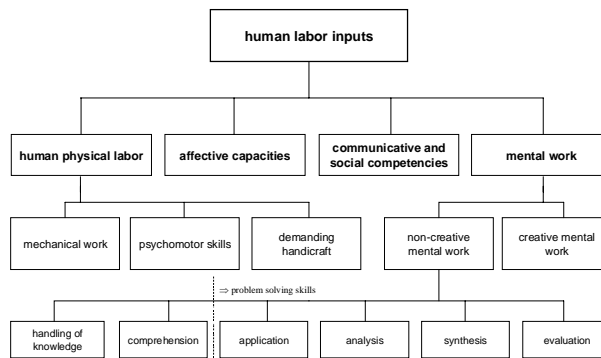 human labor inputs
human physical labor
affective capacities
communicative and
social competencies
mental work
mechanical work
psychomotor skills
demanding
handicraft
non-creative
mental work
creative mental
work
⇒ problem solving skills
handling of
knowledge
comprehension
application
analysis
synthesis
evaluation